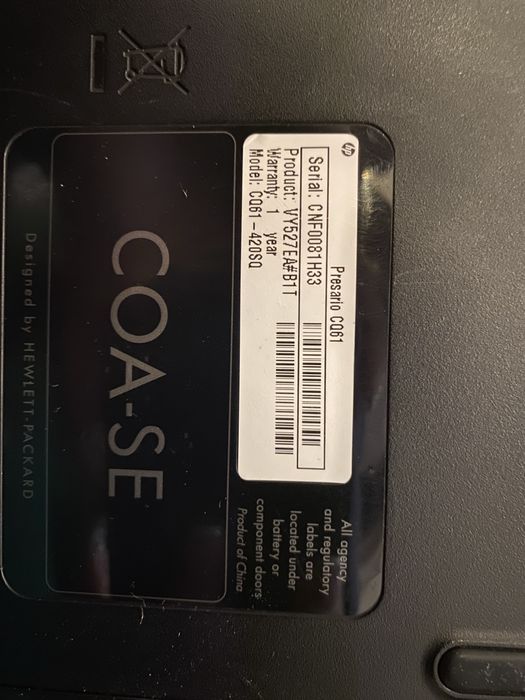 hp
Presario CQ61
Serial: CNF0081H33
Product: VY527EA#B1T
Warranty: 1 year
Model: CQ61-420SQ
All agency
and regulatory
labels are
located under
battery or
component doors
Product of China
COA-SE
Designed by HEWLETT-PACKARD